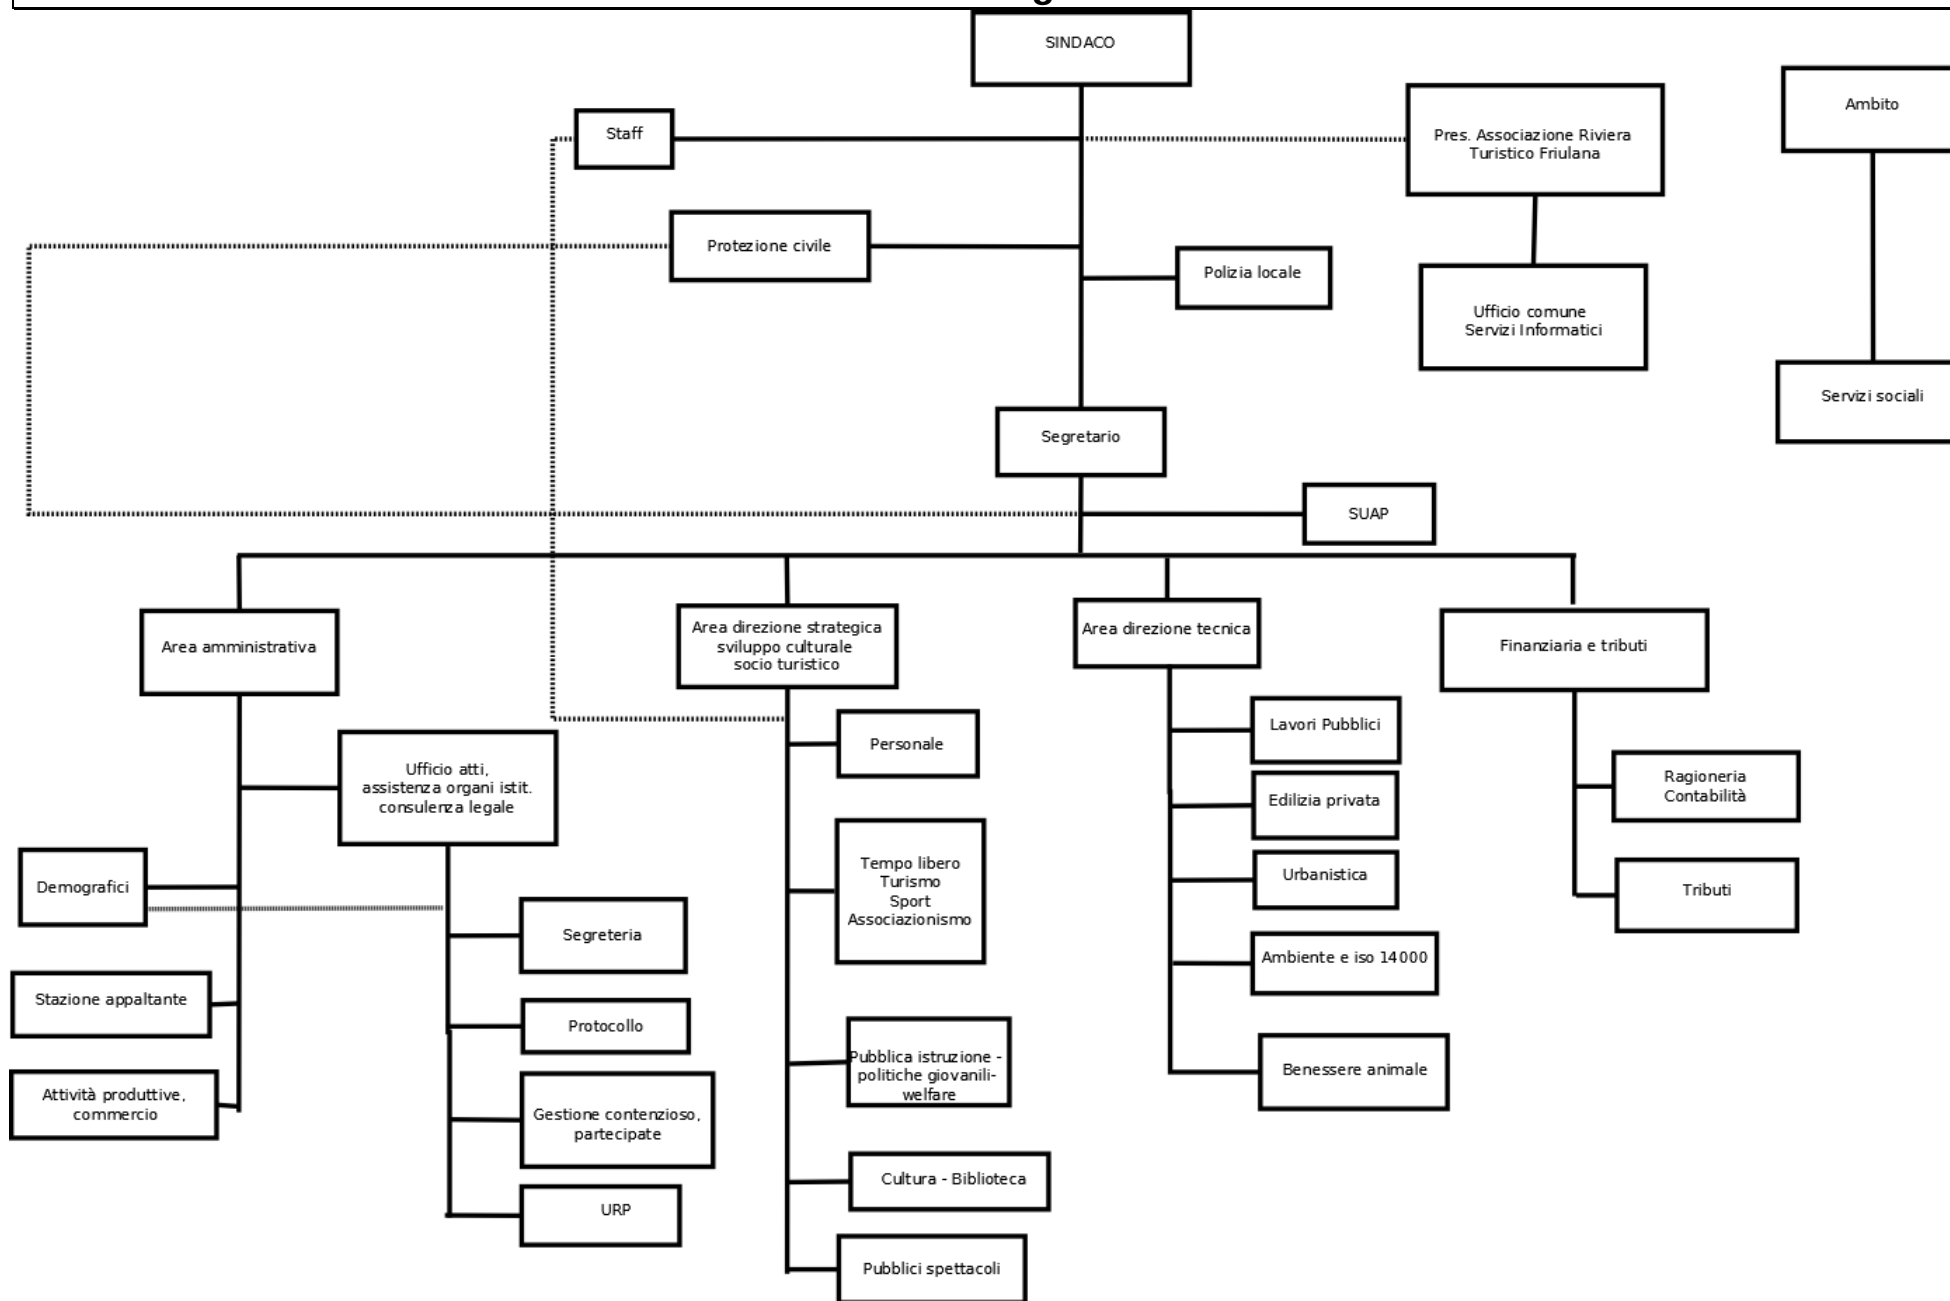 SINDACO
Ambito
Staff
Pres. Associazione Riviera
Turistico Friulana
Protezione civile
Polizia locale
Ufficio comune
Servizi Informatici
Servizi sociali
Segretario
SUAP
Area amministrativa
Area direzione strategica
sviluppo culturale
socio turistico
Area direzione tecnica
Finanziaria e tributi
Ufficio atti,
assistenza organi istit.
consulenza legale
Demografici
Stazione appaltante
Attività produttive,
commercio
Segreteria
Protocollo
Gestione contenzioso,
partecipate
URP
Personale
Tempo libero
Turismo
Sport
Associazionismo
Pubblica istruzione -
politiche giovanili-
welfare
Cultura - Biblioteca
Pubblici spettacoli
Lavori Pubblici
Edilizia privata
Urbanistica
Ambiente e iso 14000
Benessere animale
Ragioneria
Contabilità
Tributi